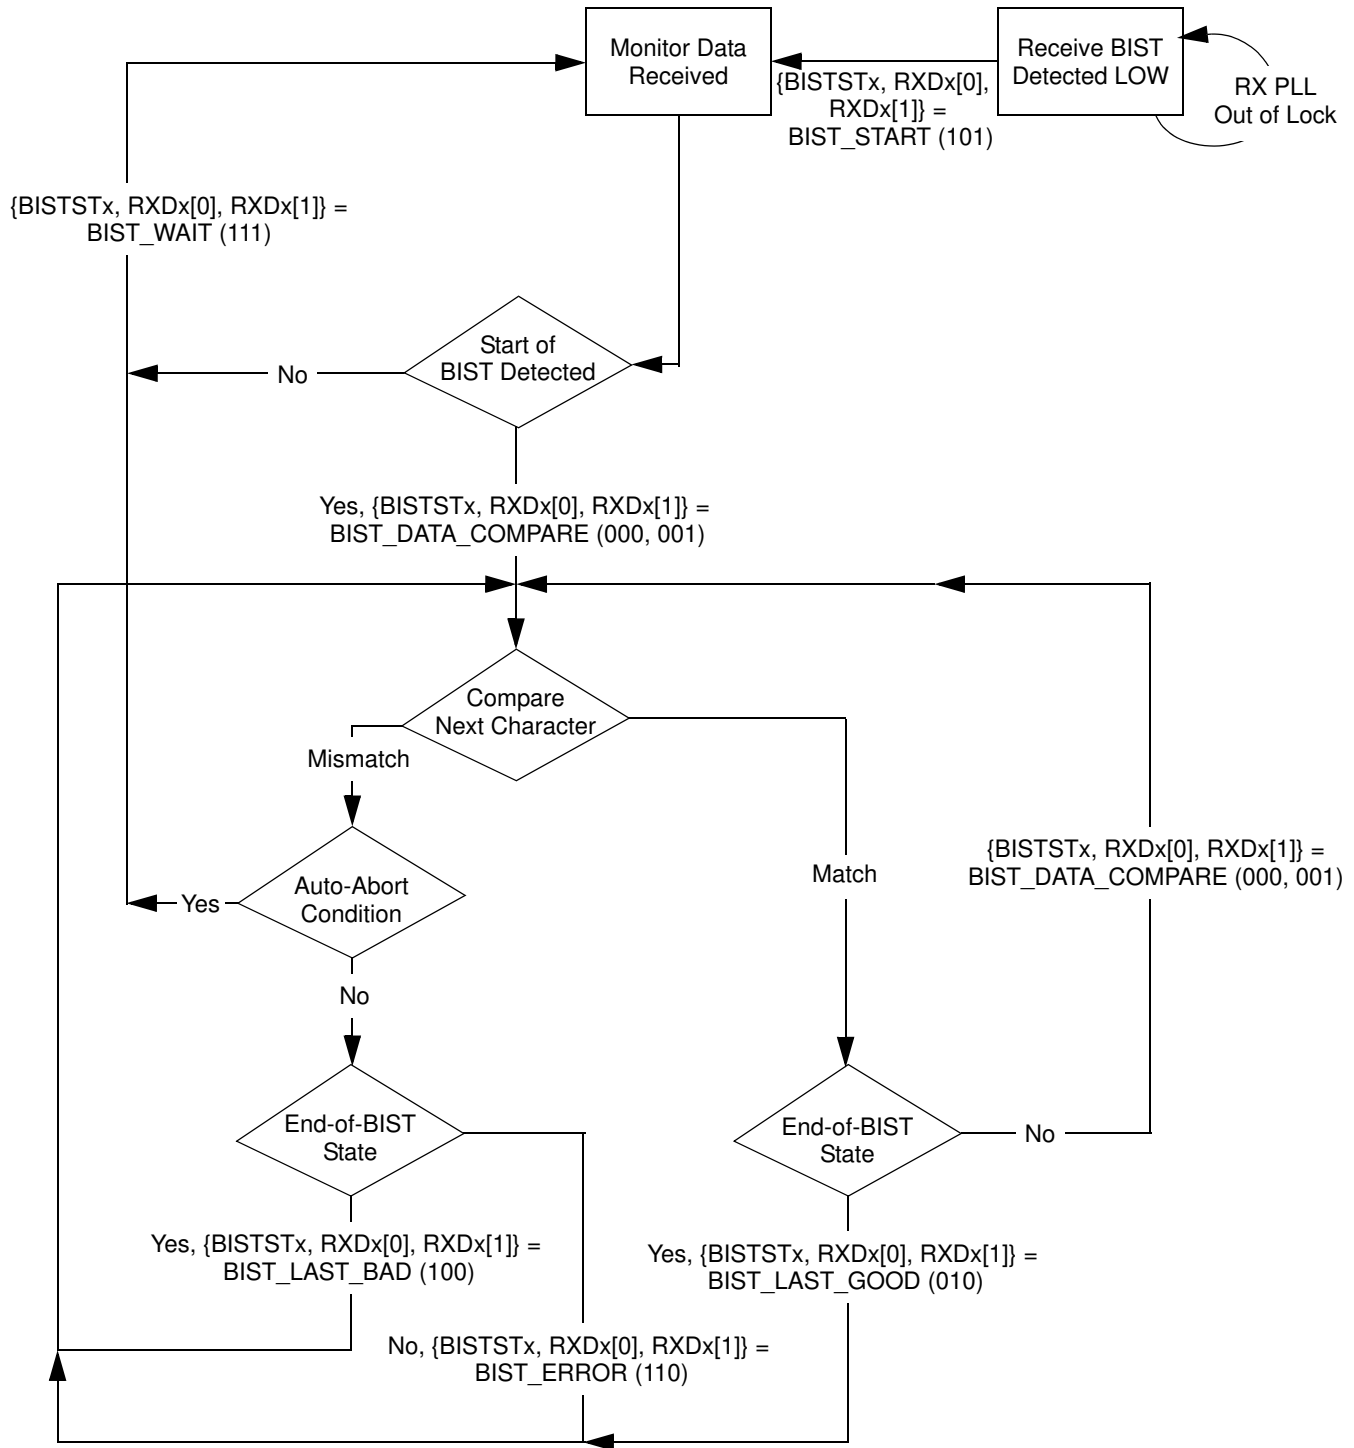 Monitor Data
Received
Receive BIST
Detected LOW
{BISTSTx, RXDx[0],
RXDx[1]} =
BIST_START (101)
RX PLL
Out of Lock
{BISTSTx, RXDx[0], RXDx[1]} =
BIST_WAIT (111)
Start of
BIST Detected
No
Yes, {BISTSTx, RXDx[0], RXDx[1]} =
BIST_DATA_COMPARE (000, 001)
Compare
Next Character
Mismatch
Match
{BISTSTx, RXDx[0], RXDx[1]} =
BIST_DATA_COMPARE (000, 001)
Auto-Abort
Condition
Yes
No
End-of-BIST
State
End-of-BIST
State
No
Yes, {BISTSTx, RXDx[0], RXDx[1]} =
BIST_LAST_BAD (100)
Yes, {BISTSTx, RXDx[0], RXDx[1]} =
BIST_LAST_GOOD (010)
No, {BISTSTx, RXDx[0], RXDx[1]} =
BIST_ERROR (110)